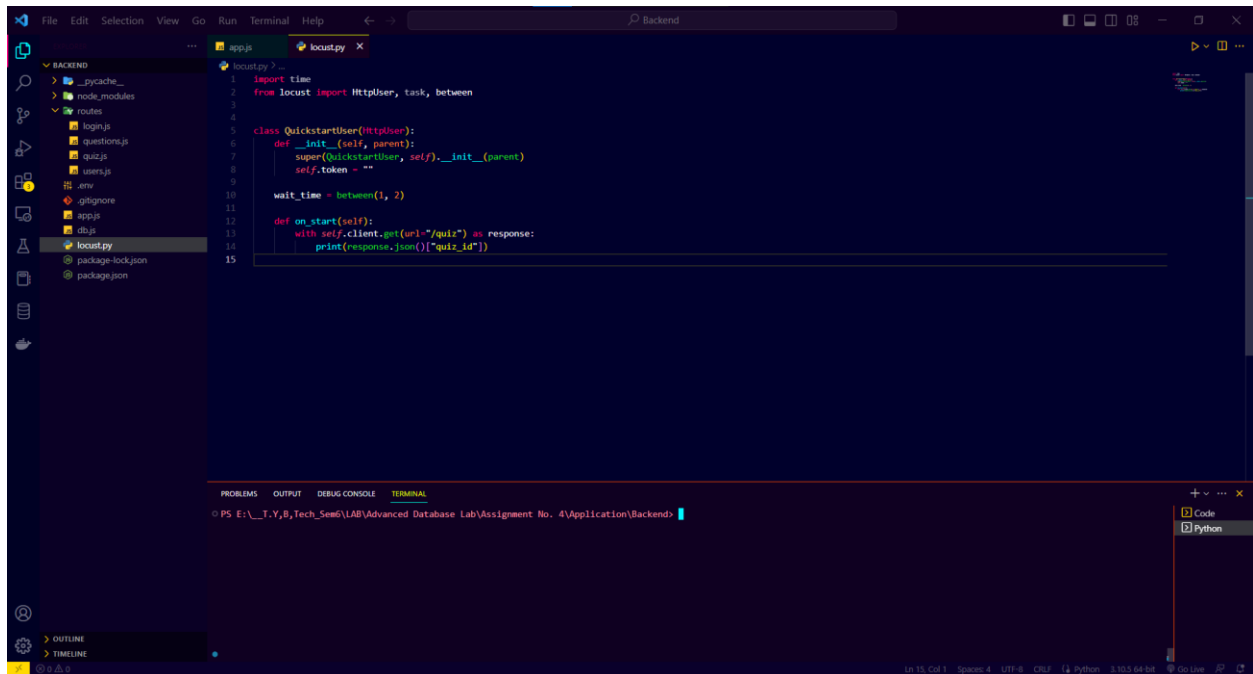 File Edit Selection View Go Run Terminal Help
Backend
app.js
locust.py
BACKEND
__pycache__
node_modules
routes
login.js
questions.js
quiz.js
users.js
.env
.gitignore
app.js
db.js
locust.py
package-lock.json
package.json
OUTLINE
TIMELINE
locust.py > ...
1 import time
2 from locust import HttpUser, task, between
3
4
5 class QuickstartUser(HttpUser):
6 def __init__(self, parent):
7 super(QuickstartUser, self).__init__(parent)
8 self.token = ""
9
10 wait_time = between(1, 2)
11
12 def on_start(self):
13 with self.client.get(url="/quiz") as response:
14 print(response.json()["quiz_id"])
15
PROBLEMS OUTPUT DEBUG CONSOLE TERMINAL
PS E:\__T.Y,B,Tech_Sem6\LAB\Advanced Database Lab\Assignment No. 4\Application\Backend>
Code
Python
0 0
Ln 15, Col 1 Spaces: 4 UTF-8 CRLF Python 3.10.5 64-bit Go Live